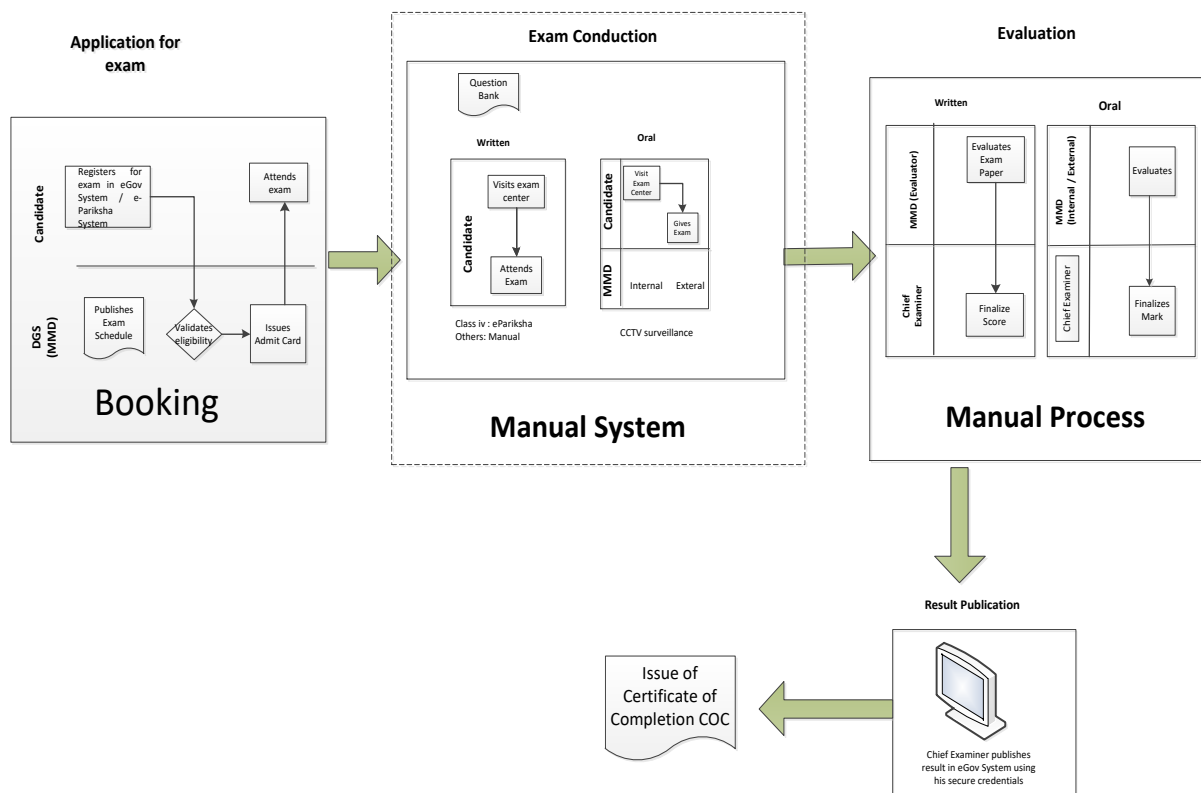 Application for
exam
Candidate
Registers for
exam in eGov
System / e-
Pariksha
System
Attends
exam
DGS
(MMD)
Publishes
Exam
Schedule
Validates
eligibility
Issues
Admit Card
Booking
Exam Conduction
Question
Bank
Written
Candidate
Visits exam
center
Attends
Exam
Class iv : ePariksha
Others: Manual
Oral
Candidate
Visit
Exam
Center
Gives
Exam
MMD
Internal Exteral
CCTV surveillance
Manual System
Evaluation
Written
MMD (Evaluator)
Evaluates
Exam
Paper
Chief
Examiner
Finalize
Score
Oral
MMD
(Internal / External)
Evaluates
Chief Examiner
Finalizes
Mark
Manual Process
Result Publication
Chief Examiner publishes
result in eGov System using
his secure credentials
Issue of
Certificate of
Completion COC